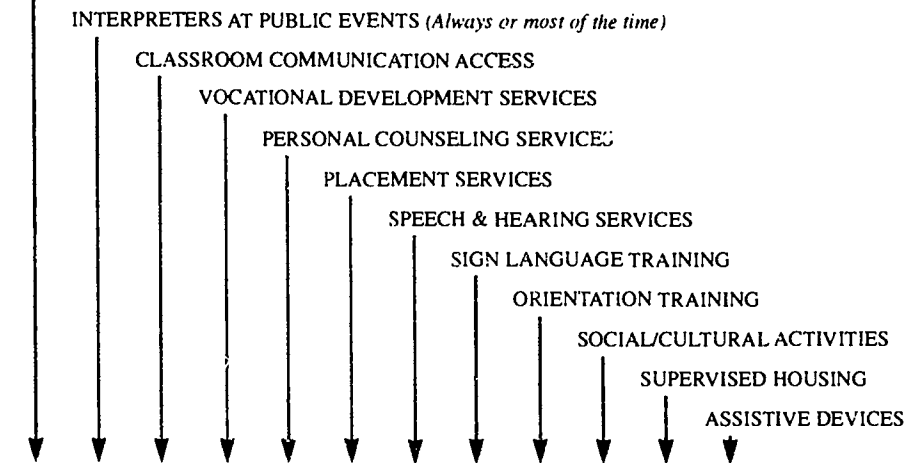 INTERPRETERS AT PUBLIC EVENTS (Always or most of the time)
CLASSROOM COMMUNICATION ACCESS
VOCATIONAL DEVELOPMENT SERVICES
PERSONAL COUNSELING SERVICES
PLACEMENT SERVICES
SPEECH & HEARING SERVICES
SIGN LANGUAGE TRAINING
ORIENTATION TRAINING
SOCIAL/CULTURAL ACTIVITIES
SUPERVISED HOUSING
ASSISTIVE DEVICES